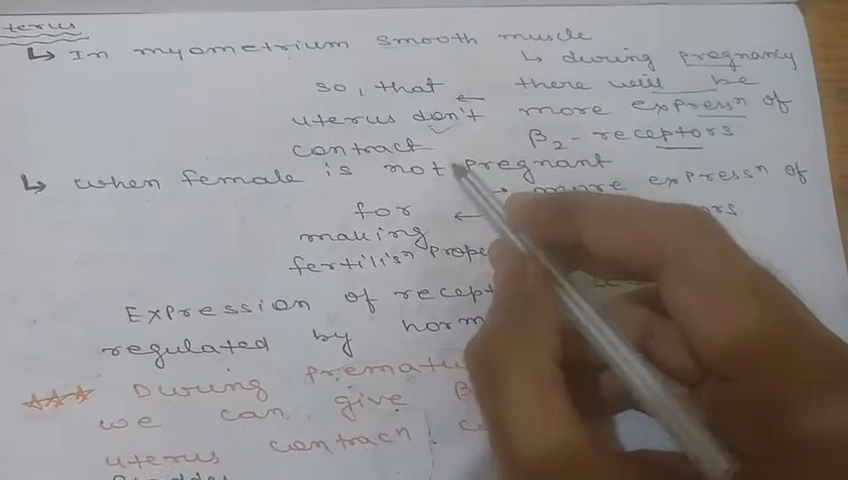 terus
↳ In myometrium smooth muscle
↳ during pregnancy
so, that ← there will be
uterus don't more expressⁿ of
contract β₂-receptors
↳ when female is not pregnant
→ more expressⁿ of
for ←
making
fertilisⁿ
Expression of recept
regulated by horm
☆☆☆ During prematu
we can give β
uterus contractⁿ